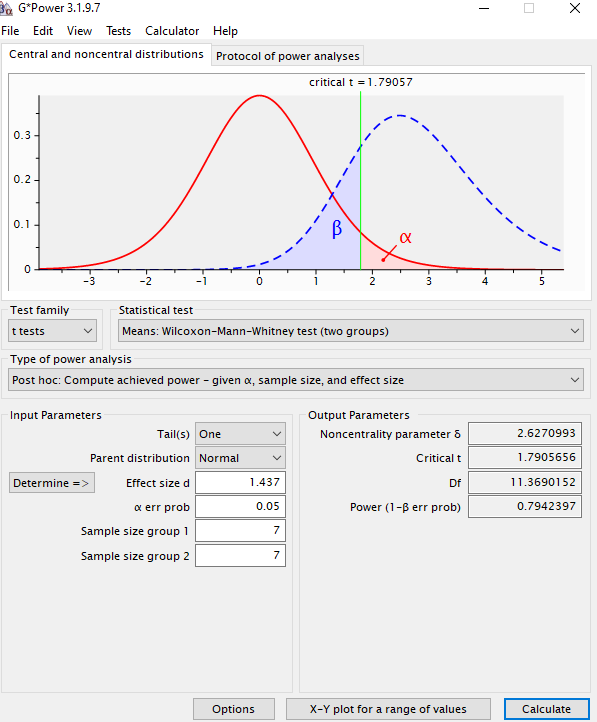 G*Power 3.1.9.7
File Edit View Tests Calculator Help
Central and noncentral distributions Protocol of power analyses
critical t = 1.79057
0.3
0.2
0.1
0
β
α
-3 -2 -1 0 1 2 3 4 5
Test family Statistical test
t tests Means: Wilcoxon-Mann-Whitney test (two groups)
Type of power analysis
Post hoc: Compute achieved power - given α, sample size, and effect size
Input Parameters Output Parameters
Tail(s) One Noncentrality parameter δ 2.6270993
Parent distribution Normal Critical t 1.7905656
Determine => Effect size d 1.437 Df 11.3690152
α err prob 0.05 Power (1-β err prob) 0.7942397
Sample size group 1 7
Sample size group 2 7
Options X-Y plot for a range of values Calculate